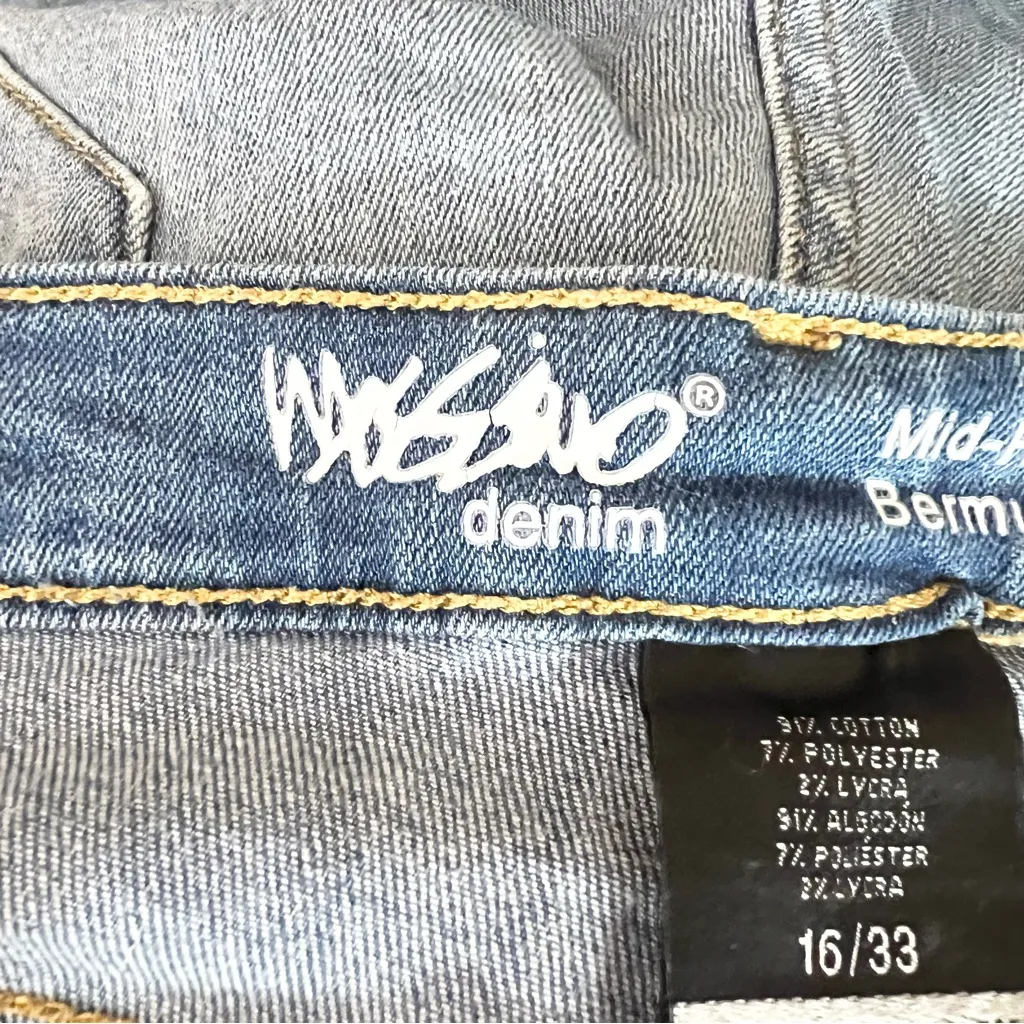 MOSSIMO®
denim
Mid-
Bermu
91% COTTON
7% POLYESTER
2% LYCRA
91% ALGODÓN
7% POLIÉSTER
2% LYCRA
16/33